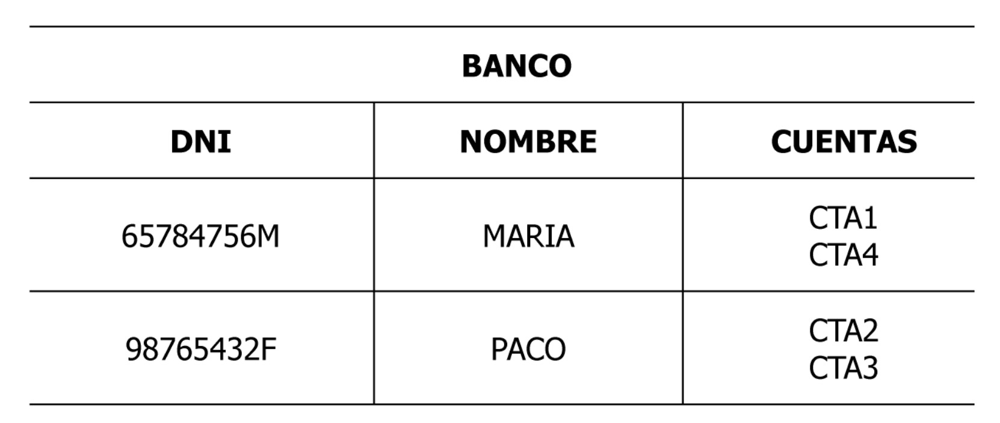 BANCO
DNI NOMBRE CUENTAS
65784756M MARIA CTA1
CTA4
98765432F PACO CTA2
CTA3